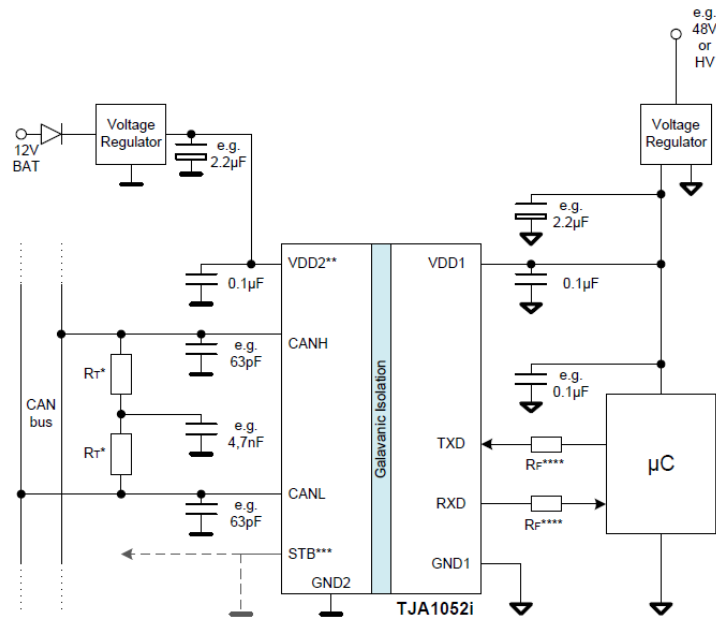 e.g.
48V
or
HV
Voltage
Regulator
12V
BAT
e.g.
2.2µF
Voltage
Regulator
e.g.
2.2µF
VDD2**
0.1µF
VDD1
0.1µF
CANH
e.g.
63pF
RT*
CAN
bus
e.g.
4,7nF
RT*
Galavanic Isolation
e.g.
0.1µF
TXD
RF****
µC
CANL
e.g.
63pF
RXD
RF****
STB***
GND2
GND1
TJA1052i